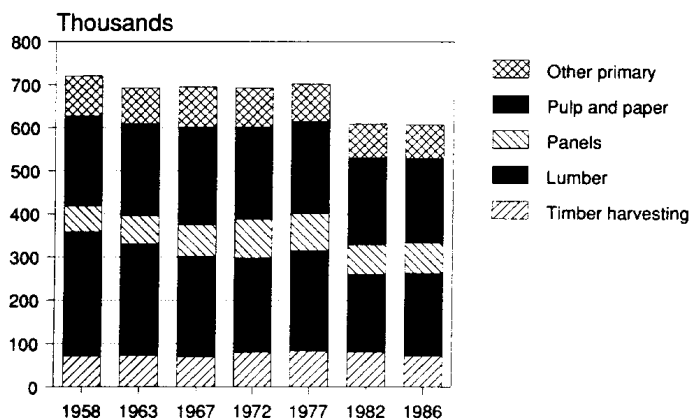 Thousands
800
700
600
500
400
300
200
100
0
1958 1963 1967 1972 1977 1982 1986
Other primary
Pulp and paper
Panels
Lumber
Timber harvesting